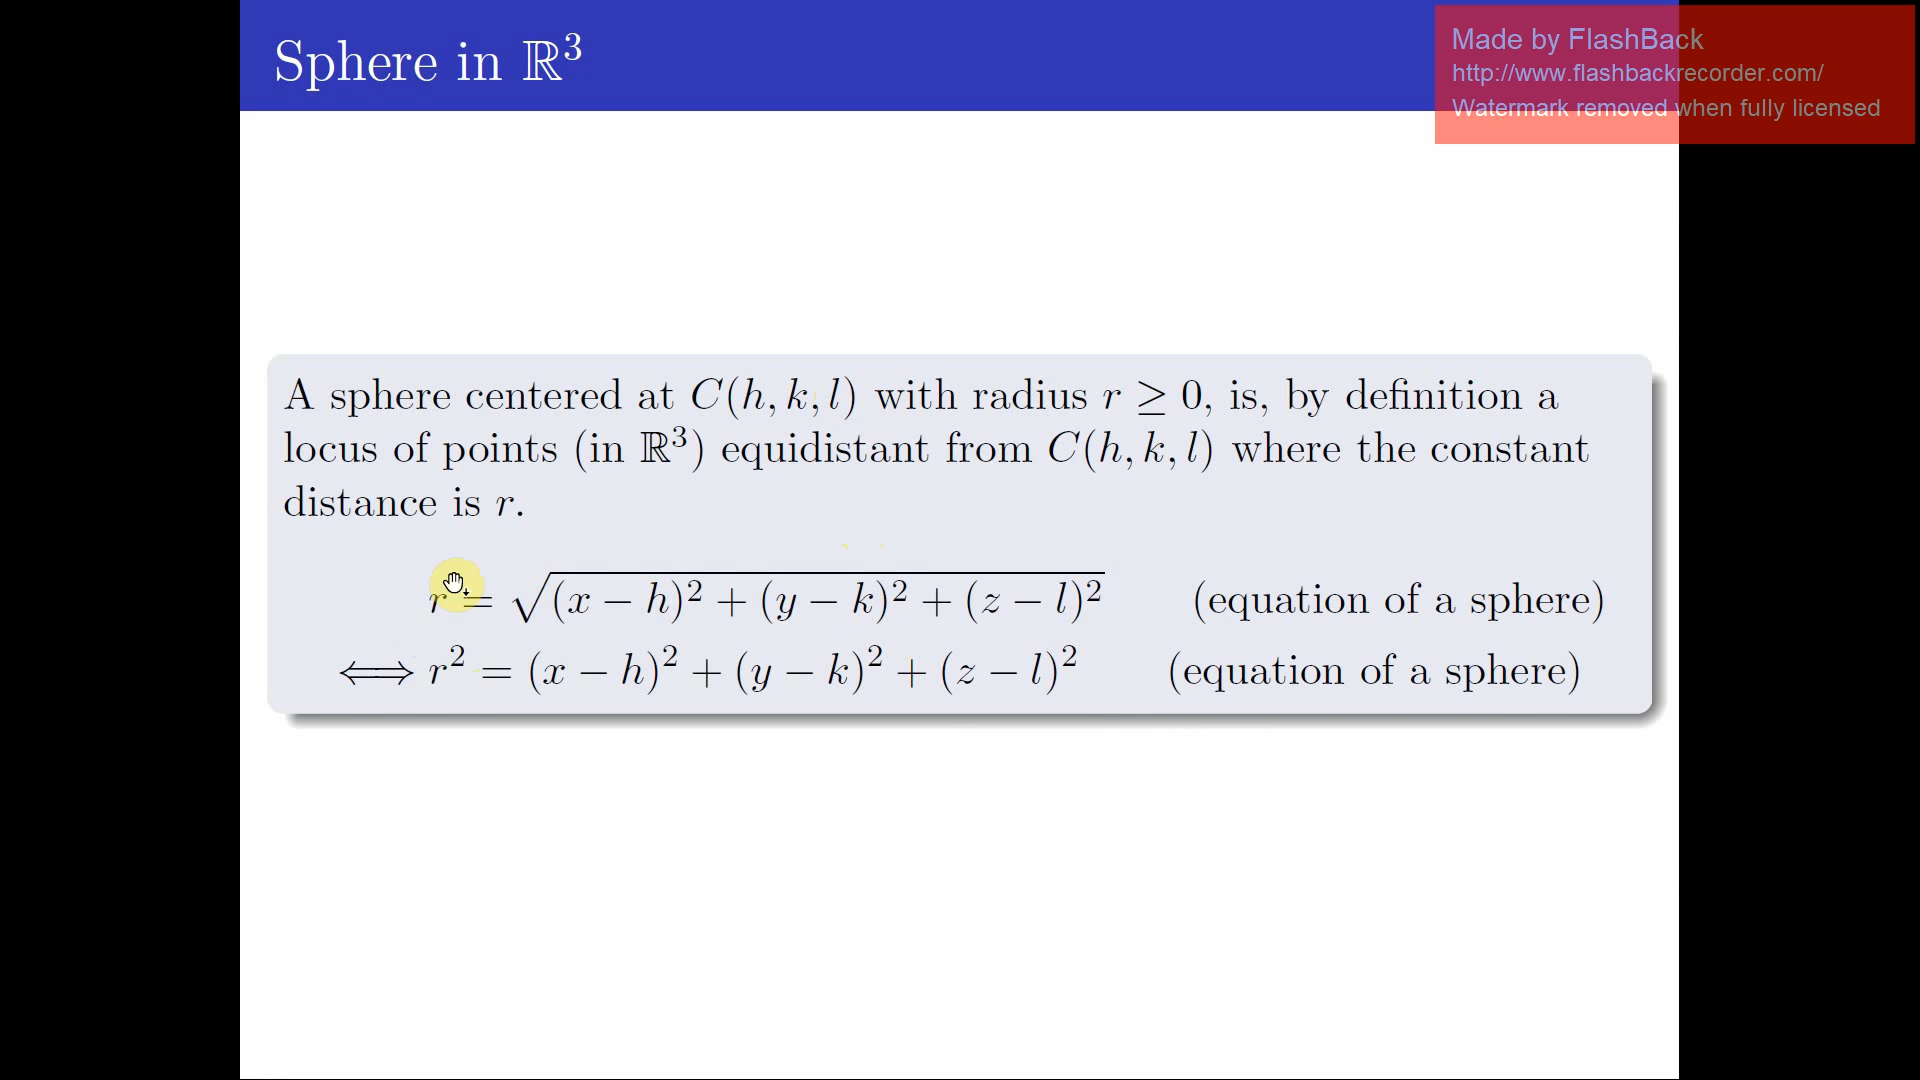 Sphere in ℝ³
Made by FlashBack
http://www.flashbackrecorder.com/
Watermark removed when fully licensed
A sphere centered at C(h, k, l) with radius r ≥ 0, is, by definition a
locus of points (in ℝ³) equidistant from C(h, k, l) where the constant
distance is r.
r = √((x − h)² + (y − k)² + (z − l)²) (equation of a sphere)
⟺ r² = (x − h)² + (y − k)² + (z − l)² (equation of a sphere)